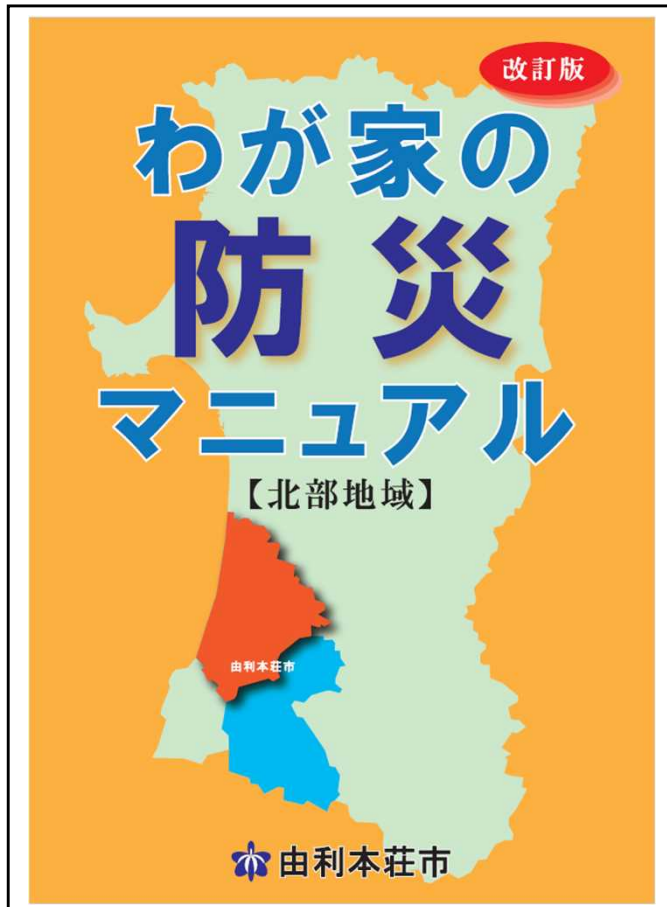 改訂版
わが家の
防災
マニュアル
【北部地域】
由利本荘市
由利本荘市